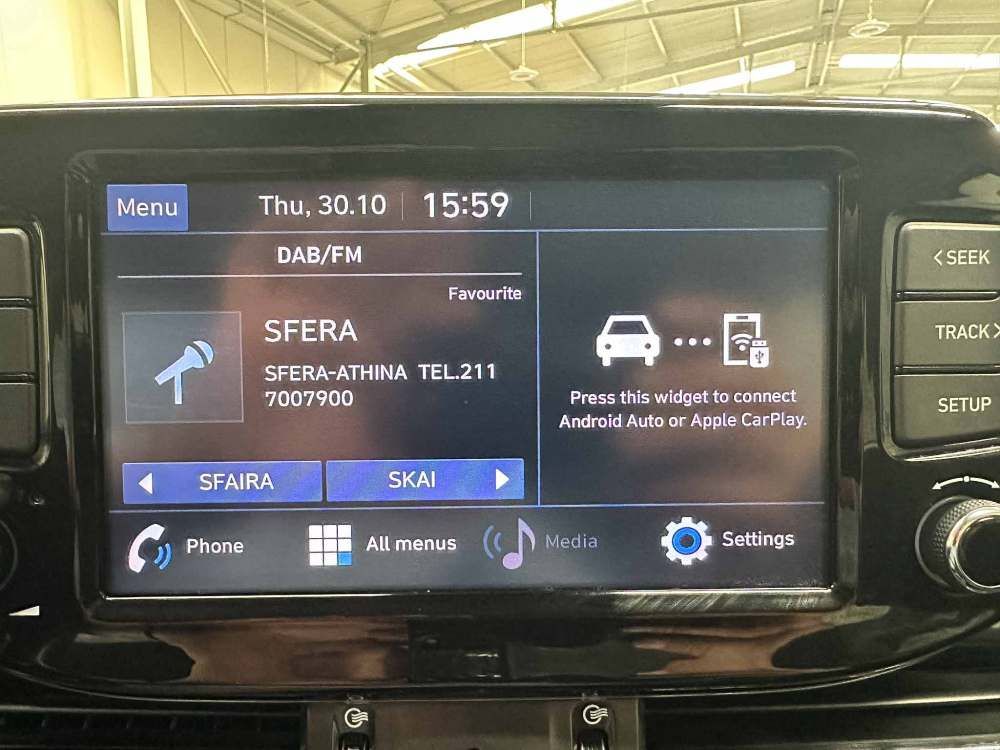 Menu
Thu, 30.10
15:59
DAB/FM
Favourite
SFERA
SFERA-ATHINA TEL.211
7007900
SFAIRA
SKAI
Press this widget to connect
Android Auto or Apple CarPlay.
Phone
All menus
Media
Settings
< SEEK
TRACK >
SETUP